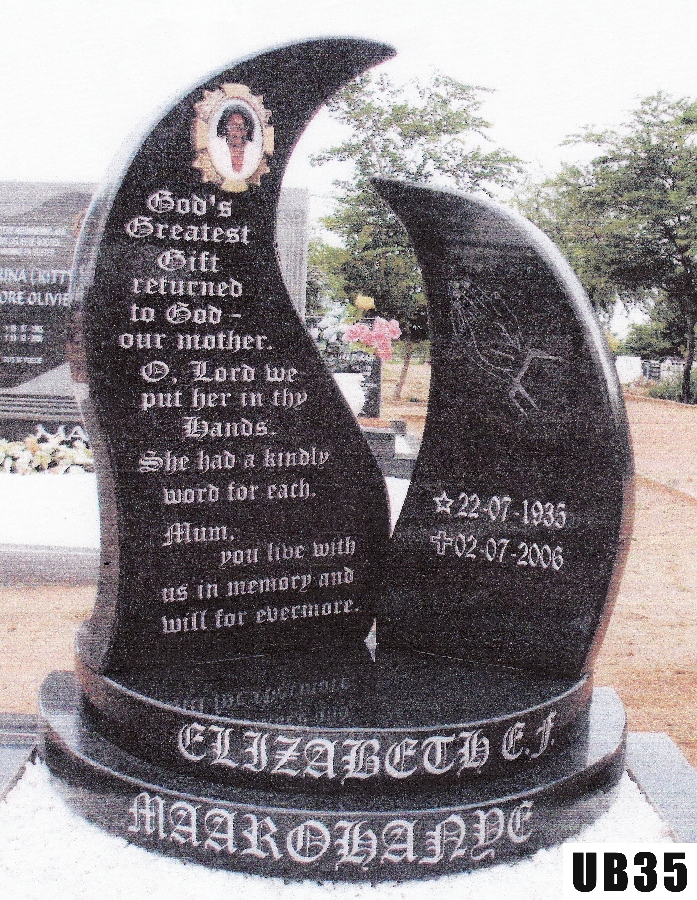 God's
Greatest
Gift
returned
to God -
our mother.
O, Lord we
put her in thy
Hands.
She had a kindly
word for each.
Mum,
you live with
us in memory and
will for evermore.
☆22-07-1935
✞02-07-2006
ELIZABETH E.F.
MAAROHANYE
ORE OLIVIE
UB35